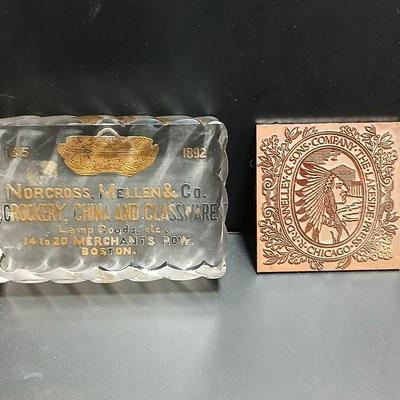 1815 1892
NORCROSS, MELLEN & CO.
CROCKERY, CHINA AND GLASSWARE
Lamp Goods, etc.
14 to 20 MERCHANTS ROW,
BOSTON.
R·R·DONNELLEY & SONS·COMPANY·THE·LAKESIDE·PRESS·
CHICAGO